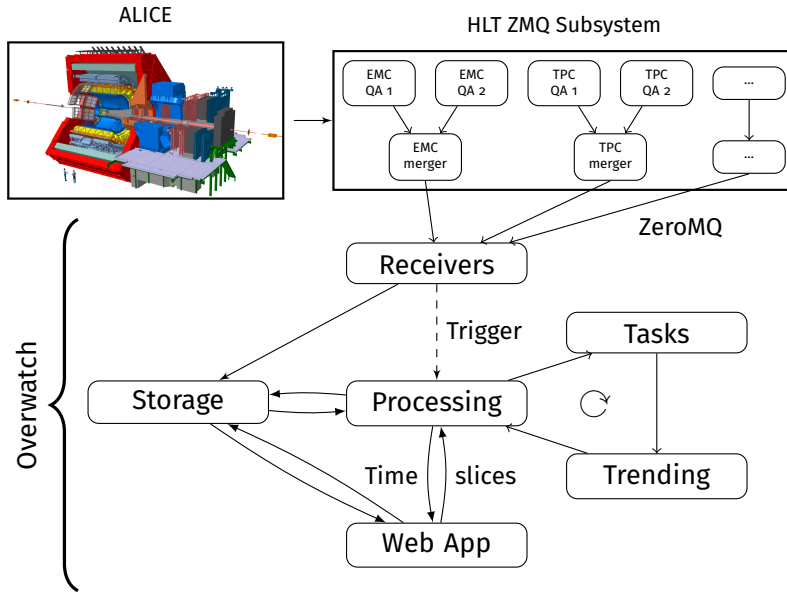 ALICE
HLT ZMQ Subsystem
EMC
QA 1
EMC
QA 2
TPC
QA 1
TPC
QA 2
...
EMC
merger
TPC
merger
...
ZeroMQ
Receivers
Trigger
Tasks
Overwatch
Storage
Processing
Trending
Time slices
Web App